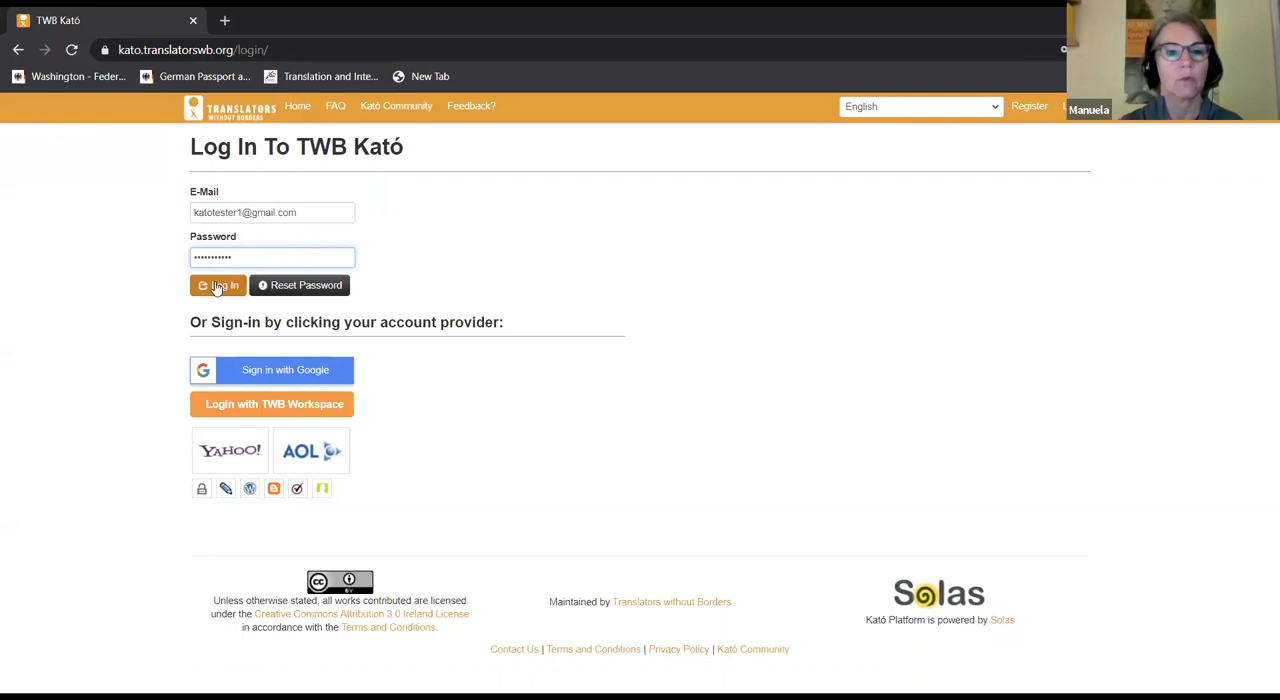 TWB Kató
kato.translatorswb.org/login/
Washington - Feder... German Passport a... Translation and Inte... New Tab
TRANSLATORS
WITHOUT BORDERS
Home FAQ Kató Community Feedback? English Register
Manuela
Log In To TWB Kató
E-Mail
katotester1@gmail.com
Password
•••••••••••
Log In Reset Password
Or Sign-in by clicking your account provider:
G Sign in with Google
Login with TWB Workspace
YAHOO! AOL
CC BY
Solas
Unless otherwise stated, all works contributed are licensed
under the Creative Commons Attribution 3.0 Ireland License
in accordance with the Terms and Conditions.
Maintained by Translators without Borders
Kató Platform is powered by Solas
Contact Us | Terms and Conditions | Privacy Policy | Kató Community